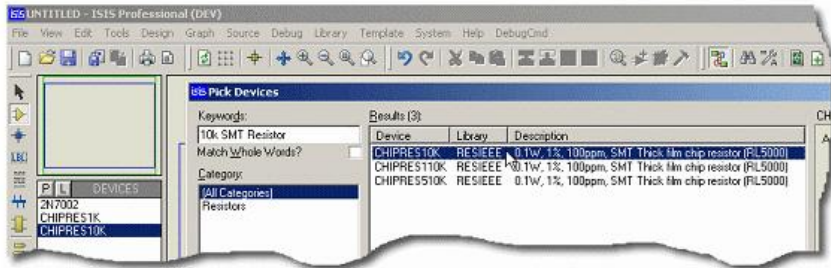 ISIS UNTITLED - ISIS Professional (DEV)
File View Edit Tools Design Graph Source Debug Library Template System Help DebugCmd
ISIS Pick Devices
Keywords:
10k SMT Resistor
Match Whole Words?
Category:
(All Categories)
Resistors
Results (3):
Device Library Description
CHIPRES10K RESIEEE 0.1W, 1%, 100ppm, SMT Thick film chip resistor (RL5000)
CHIPRES110K RESIEEE 0.1W, 1%, 100ppm, SMT Thick film chip resistor (RL5000)
CHIPRES510K RESIEEE 0.1W, 1%, 100ppm, SMT Thick film chip resistor (RL5000)
CH
LBL
P L DEVICES
2N7002
CHIPRES1K
CHIPRES10K